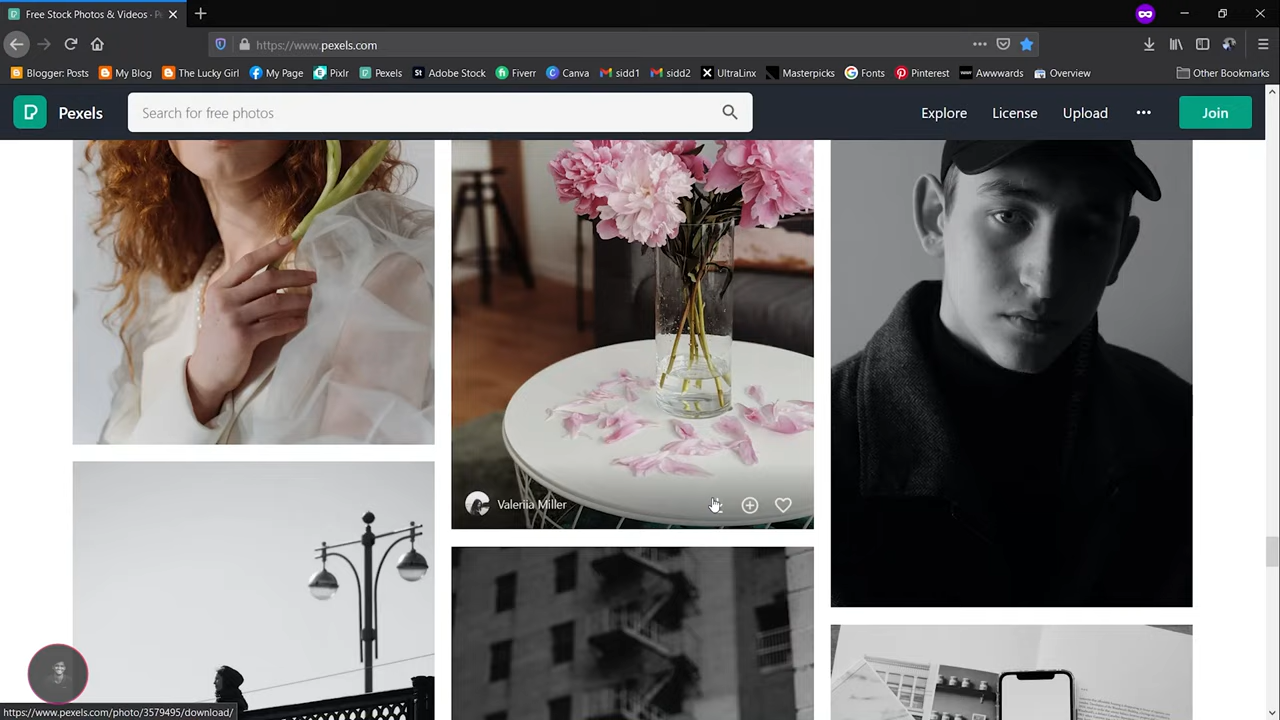 Free Stock Photos & Videos · P
https://www.pexels.com
Blogger: Posts
My Blog
The Lucky Girl
My Page
Pixlr
Pexels
Adobe Stock
Fiverr
Canva
sidd1
sidd2
UltraLinx
Masterpicks
Fonts
Pinterest
Awwwards
Overview
Other Bookmarks
Pexels
Search for free photos
Explore
License
Upload
Join
Valeriia Miller
https://www.pexels.com/photo/3579495/download/